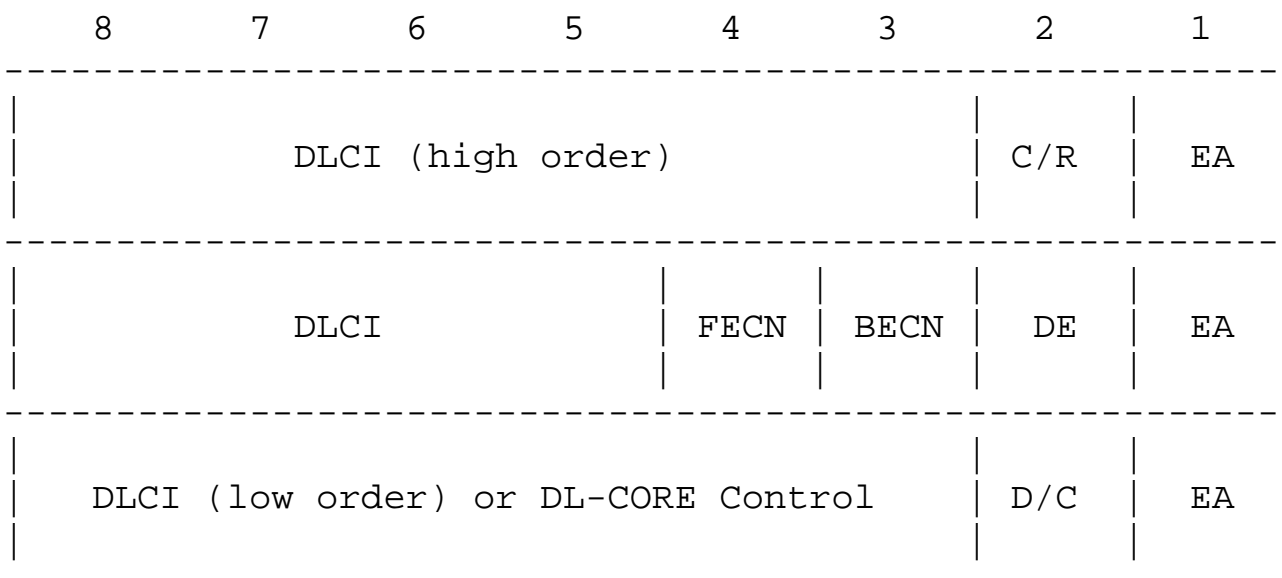 8 7 6 5 4 3 2 1
DLCI (high order) C/R EA
DLCI FECN BECN DE EA
DLCI (low order) or DL-CORE Control D/C EA